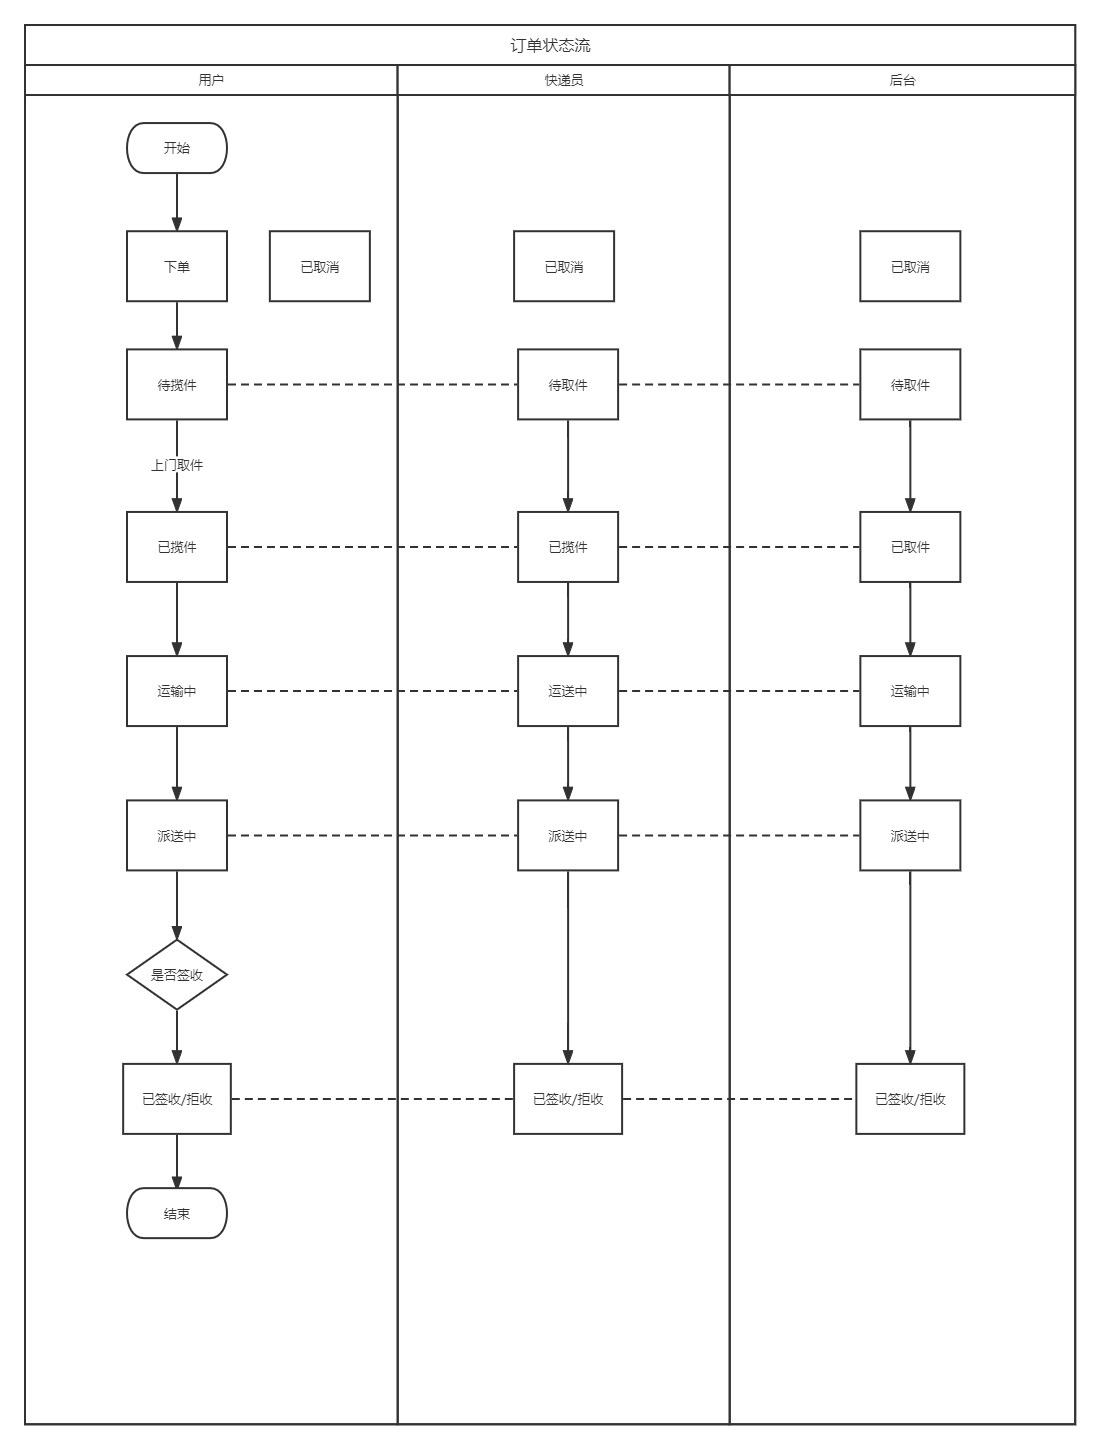 订单状态流
用户
快递员
后台
开始
下单
已取消
已取消
已取消
待揽件
待取件
待取件
上门取件
已揽件
已揽件
已取件
运输中
运送中
运输中
派送中
派送中
派送中
是否签收
已签收/拒收
已签收/拒收
已签收/拒收
结束